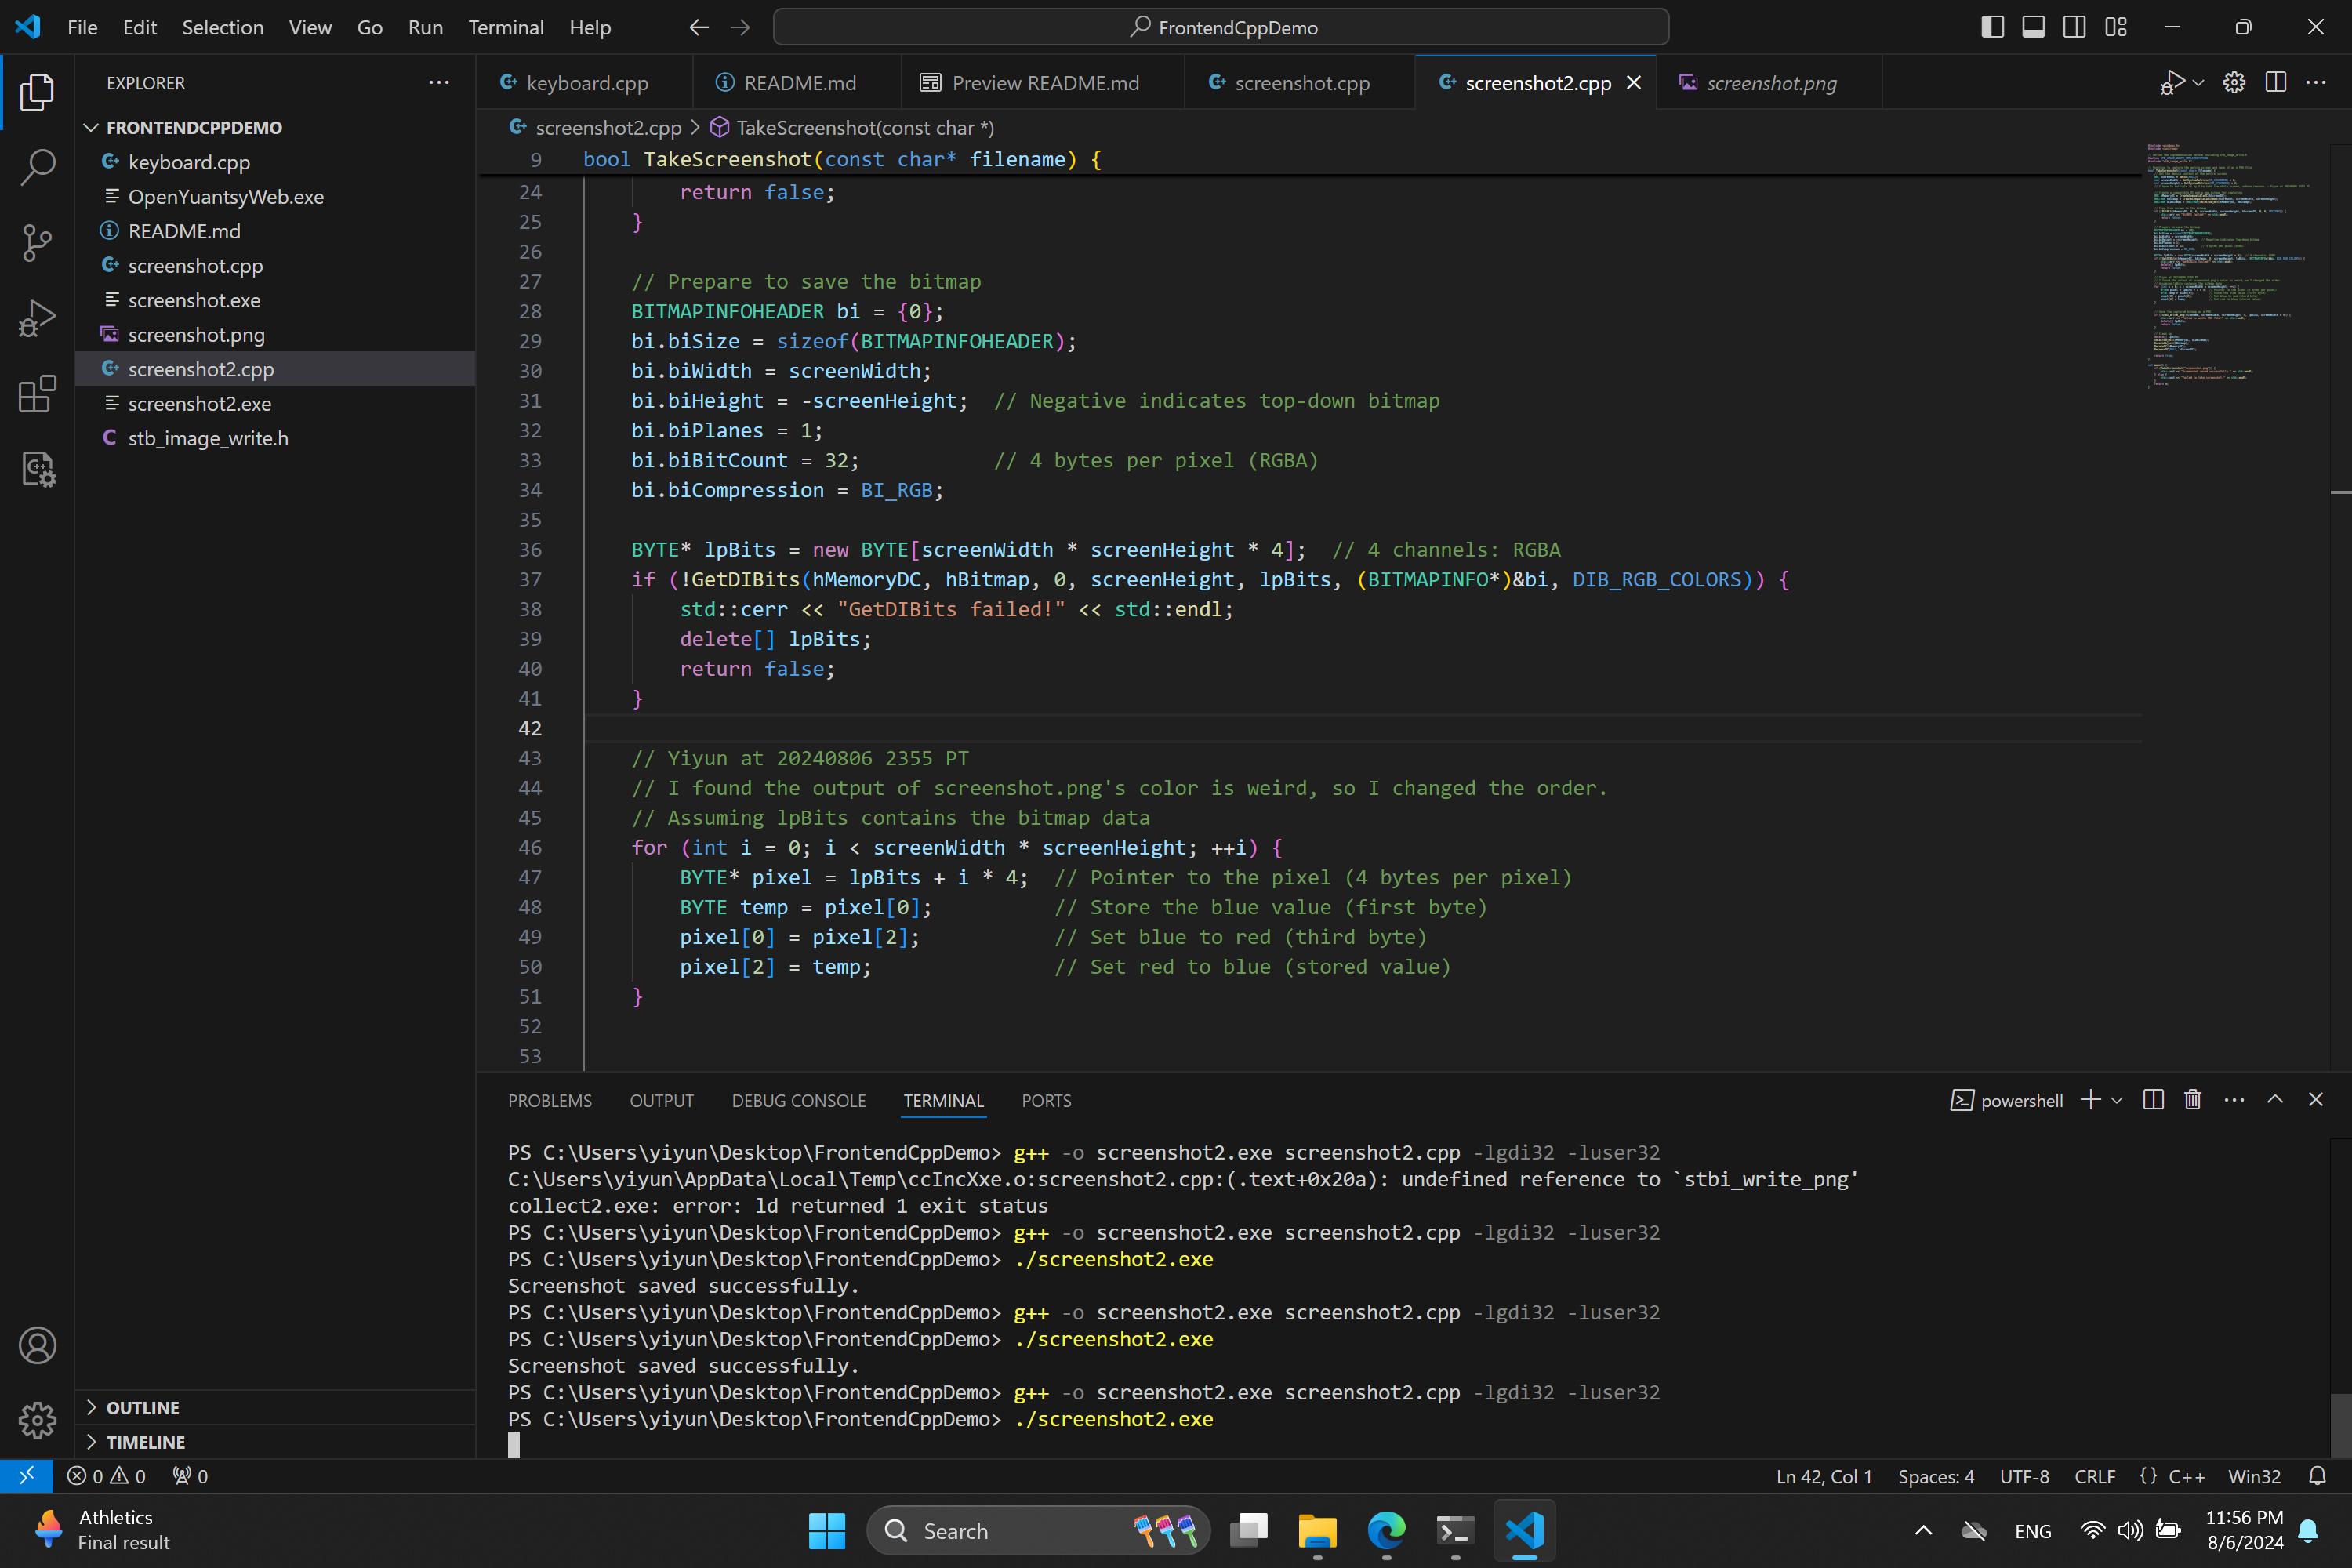 File Edit Selection View Go Run Terminal Help
FrontendCppDemo
EXPLORER
FRONTENDCPPDEMO
keyboard.cpp
OpenYuantsyWeb.exe
README.md
screenshot.cpp
screenshot.exe
screenshot.png
screenshot2.cpp
screenshot2.exe
C stb_image_write.h
OUTLINE
TIMELINE
keyboard.cpp README.md Preview README.md screenshot.cpp screenshot2.cpp screenshot.png
screenshot2.cpp > TakeScreenshot(const char *)
9 bool TakeScreenshot(const char* filename) {
24 return false;
25 }
26
27 // Prepare to save the bitmap
28 BITMAPINFOHEADER bi = {0};
29 bi.biSize = sizeof(BITMAPINFOHEADER);
30 bi.biWidth = screenWidth;
31 bi.biHeight = -screenHeight; // Negative indicates top-down bitmap
32 bi.biPlanes = 1;
33 bi.biBitCount = 32; // 4 bytes per pixel (RGBA)
34 bi.biCompression = BI_RGB;
35
36 BYTE* lpBits = new BYTE[screenWidth * screenHeight * 4]; // 4 channels: RGBA
37 if (!GetDIBits(hMemoryDC, hBitmap, 0, screenHeight, lpBits, (BITMAPINFO*)&bi, DIB_RGB_COLORS)) {
38 std::cerr << "GetDIBits failed!" << std::endl;
39 delete[] lpBits;
40 return false;
41 }
42
43 // Yiyun at 20240806 2355 PT
44 // I found the output of screenshot.png's color is weird, so I changed the order.
45 // Assuming lpBits contains the bitmap data
46 for (int i = 0; i < screenWidth * screenHeight; ++i) {
47 BYTE* pixel = lpBits + i * 4; // Pointer to the pixel (4 bytes per pixel)
48 BYTE temp = pixel[0]; // Store the blue value (first byte)
49 pixel[0] = pixel[2]; // Set blue to red (third byte)
50 pixel[2] = temp; // Set red to blue (stored value)
51 }
52
53
PROBLEMS OUTPUT DEBUG CONSOLE TERMINAL PORTS
powershell
PS C:\Users\yiyun\Desktop\FrontendCppDemo> g++ -o screenshot2.exe screenshot2.cpp -lgdi32 -luser32
C:\Users\yiyun\AppData\Local\Temp\ccIncXxe.o:screenshot2.cpp:(.text+0x20a): undefined reference to `stbi_write_png'
collect2.exe: error: ld returned 1 exit status
PS C:\Users\yiyun\Desktop\FrontendCppDemo> g++ -o screenshot2.exe screenshot2.cpp -lgdi32 -luser32
PS C:\Users\yiyun\Desktop\FrontendCppDemo> ./screenshot2.exe
Screenshot saved successfully.
PS C:\Users\yiyun\Desktop\FrontendCppDemo> g++ -o screenshot2.exe screenshot2.cpp -lgdi32 -luser32
PS C:\Users\yiyun\Desktop\FrontendCppDemo> ./screenshot2.exe
Screenshot saved successfully.
PS C:\Users\yiyun\Desktop\FrontendCppDemo> g++ -o screenshot2.exe screenshot2.cpp -lgdi32 -luser32
PS C:\Users\yiyun\Desktop\FrontendCppDemo> ./screenshot2.exe
0 0 0
Ln 42, Col 1 Spaces: 4 UTF-8 CRLF {} C++ Win32
Athletics
Final result
Search
ENG
11:56 PM
8/6/2024